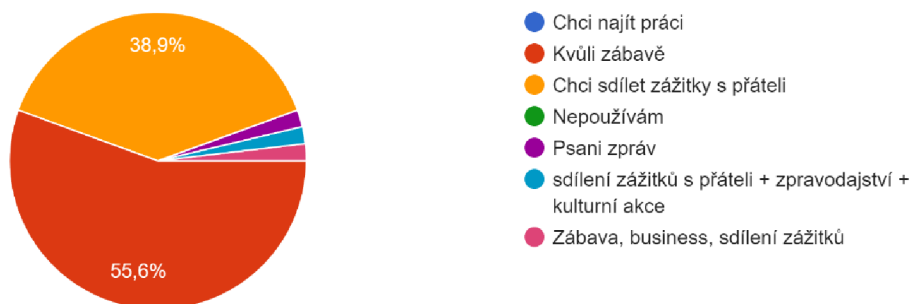 38,9%
55,6%
Chci najít práci
Kvůli zábavě
Chci sdílet zážitky s přáteli
Nepoužívám
Psani zpráv
sdílení zážitků s přáteli + zpravodajství +
kulturní akce
Zábava, business, sdílení zážitků